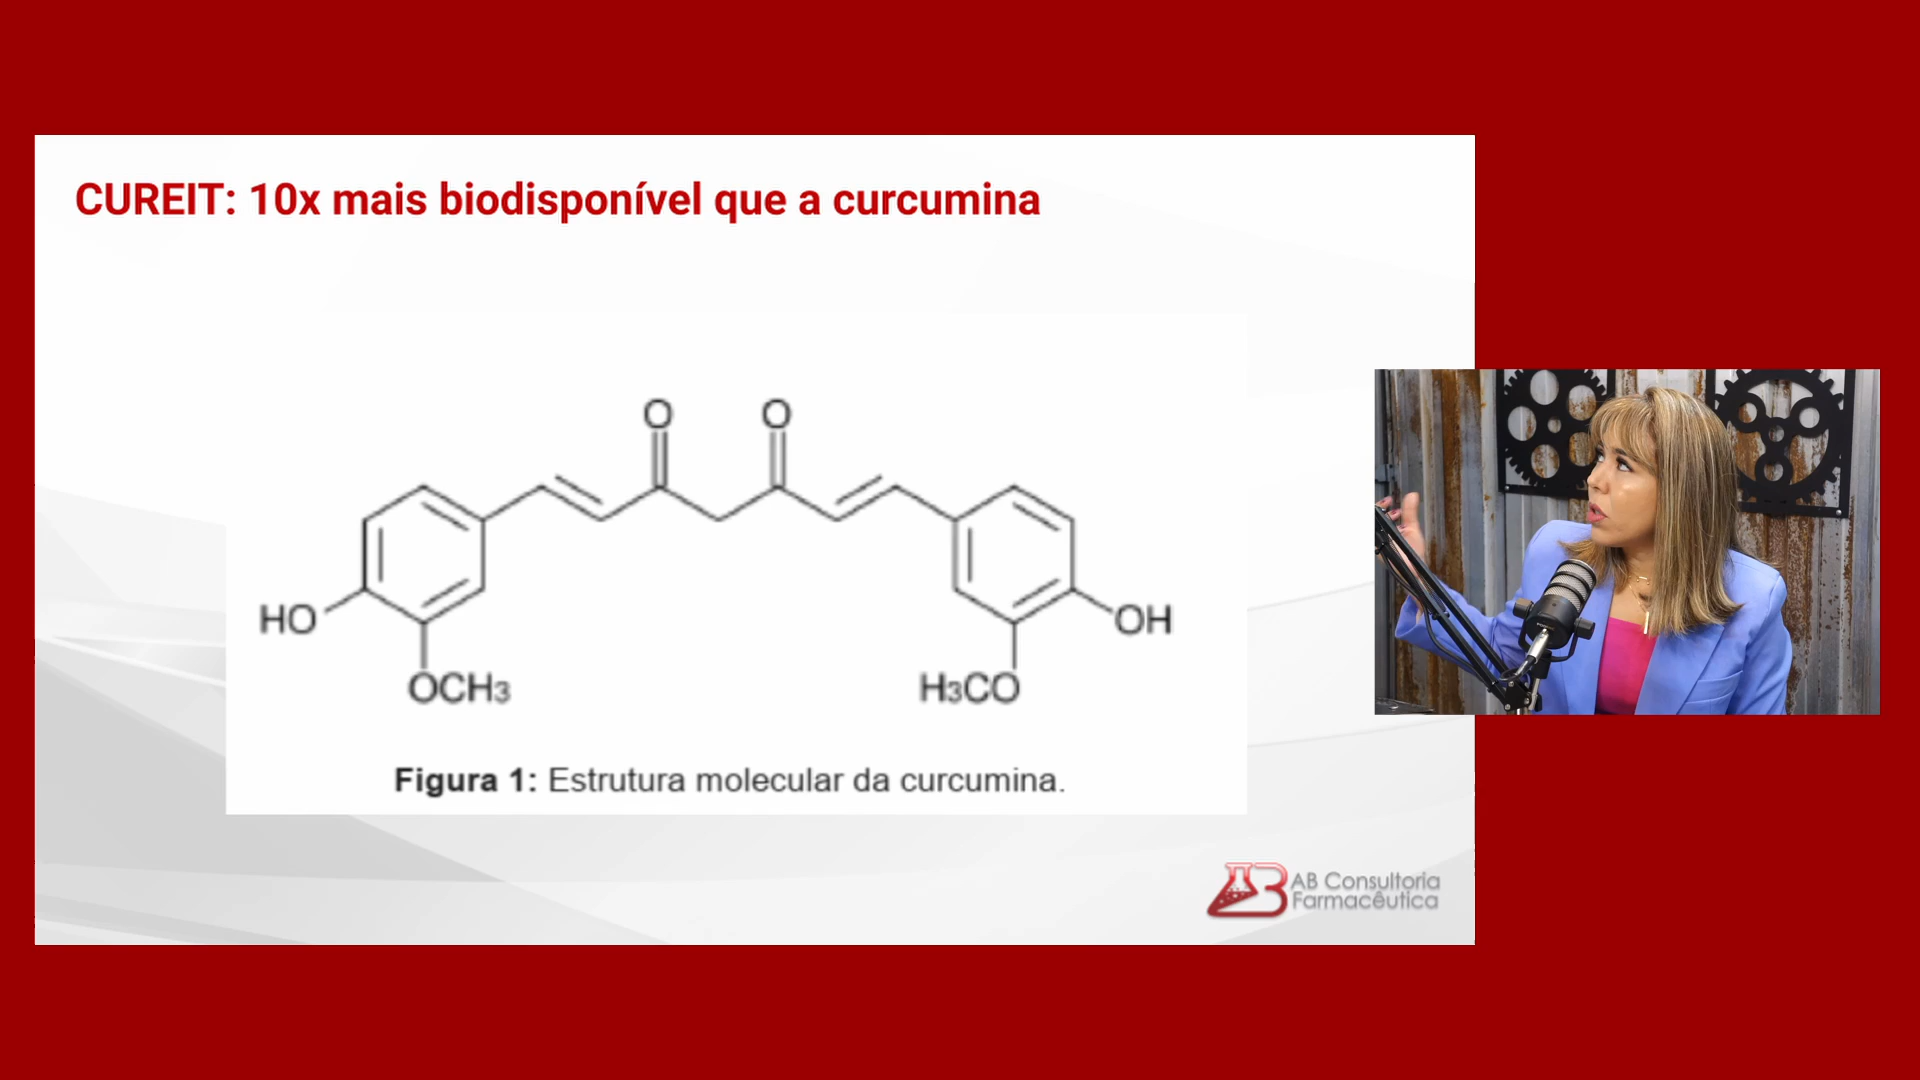 CUREIT: 10x mais biodisponível que a curcumina
O
O
HO
OH
OCH3
H3CO
Figura 1: Estrutura molecular da curcumina.
AB Consultoria
Farmacêutica